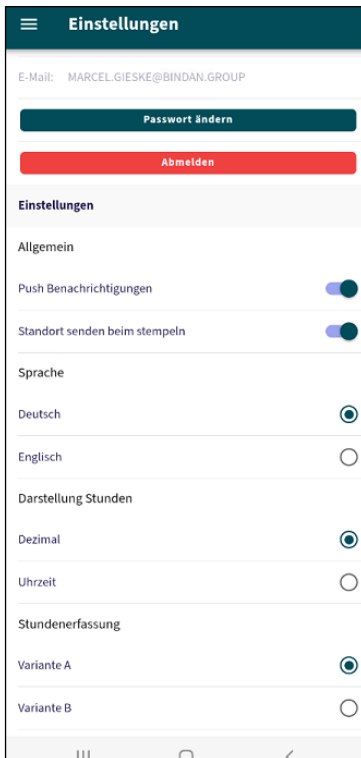 Einstellungen
E-Mail: MARCEL.GIESKE@BINDAN.GROUP
Passwort ändern
Abmelden
Einstellungen
Allgemein
Push Benachrichtigungen
Standort senden beim stempeln
Sprache
Deutsch
Englisch
Darstellung Stunden
Dezimal
Uhrzeit
Stundenerfassung
Variante A
Variante B